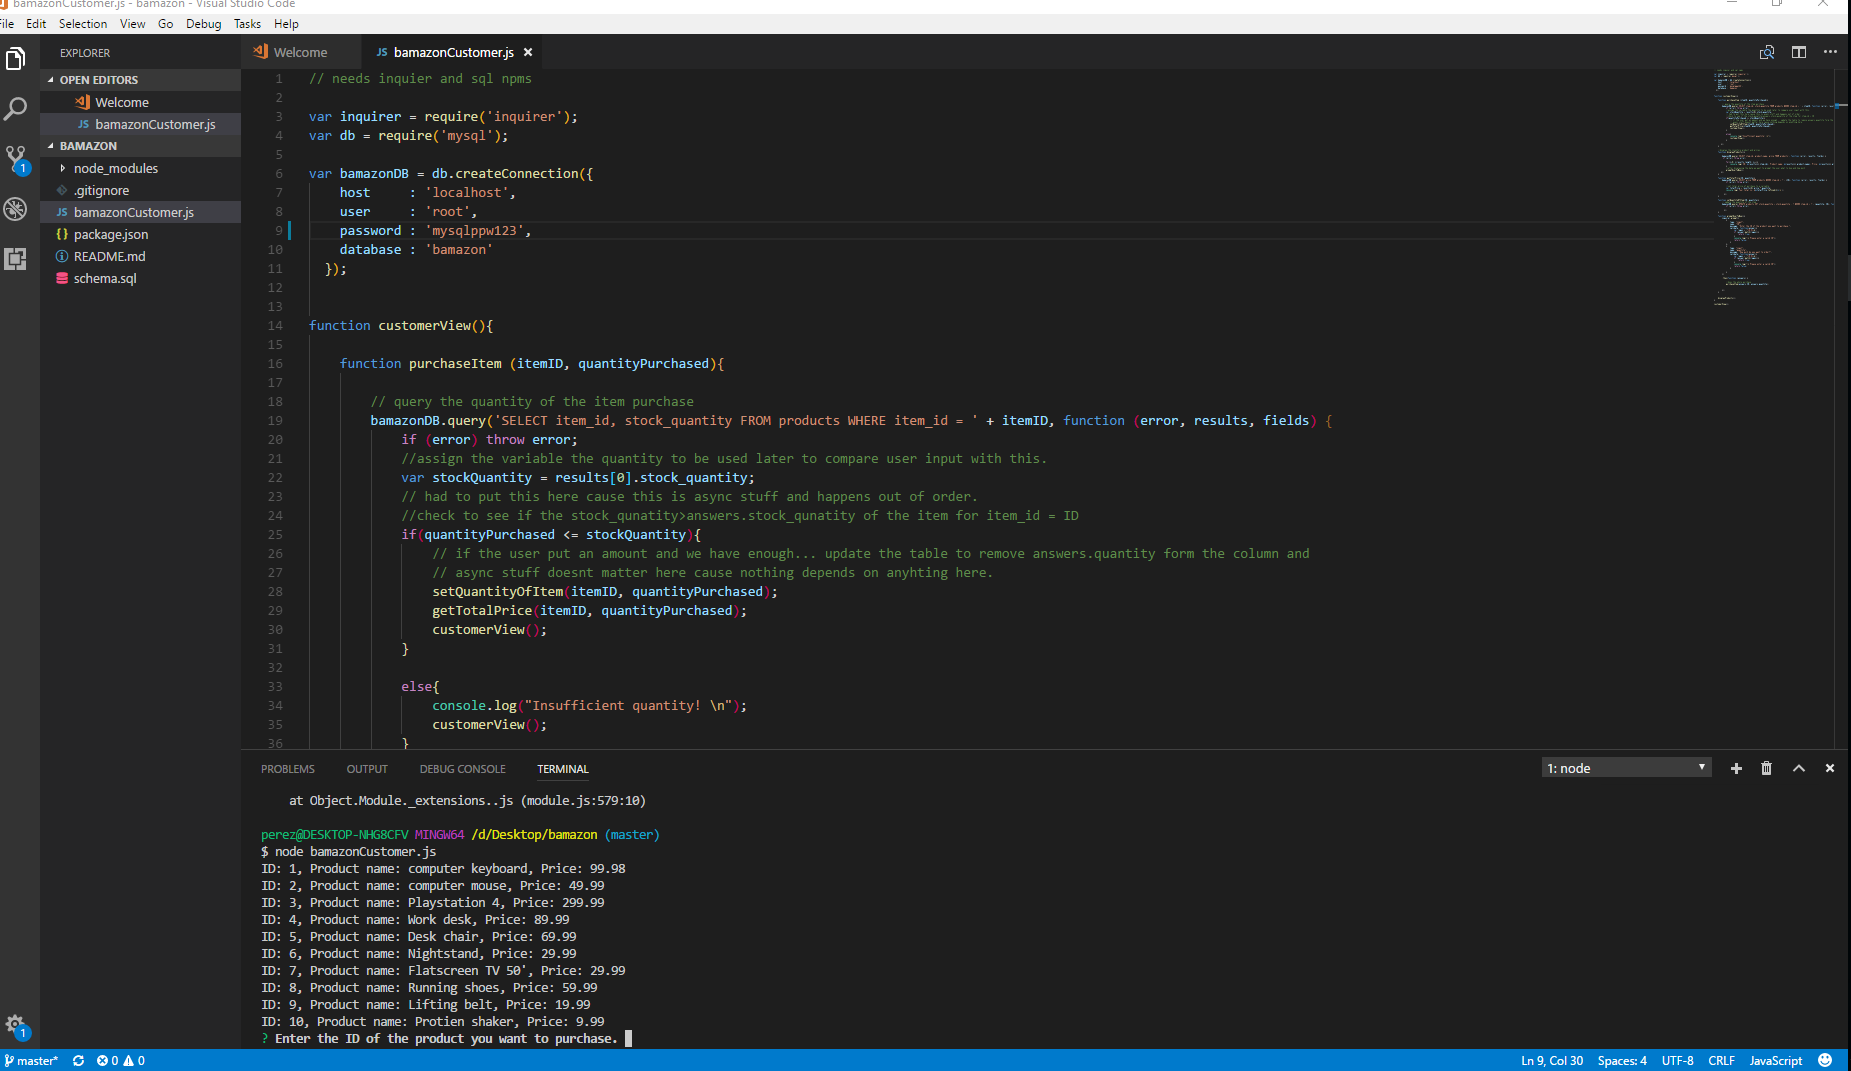 bamazonCustomer.js - bamazon - Visual Studio Code
File Edit Selection View Go Debug Tasks Help
EXPLORER
OPEN EDITORS
Welcome
JS bamazonCustomer.js
BAMAZON
node_modules
.gitignore
JS bamazonCustomer.js
{} package.json
README.md
schema.sql
1
1
Welcome
JS bamazonCustomer.js
1 // needs inquier and sql npms
2
3 var inquirer = require('inquirer');
4 var db = require('mysql');
5
6 var bamazonDB = db.createConnection({
7 host : 'localhost',
8 user : 'root',
9 password : 'mysqlppw123',
10 database : 'bamazon'
11 });
12
13
14 function customerView(){
15
16 function purchaseItem (itemID, quantityPurchased){
17
18 // query the quantity of the item purchase
19 bamazonDB.query('SELECT item_id, stock_quantity FROM products WHERE item_id = ' + itemID, function (error, results, fields) {
20 if (error) throw error;
21 //assign the variable the quantity to be used later to compare user input with this.
22 var stockQuantity = results[0].stock_quantity;
23 // had to put this here cause this is async stuff and happens out of order.
24 //check to see if the stock_qunatity>answers.stock_qunatity of the item for item_id = ID
25 if(quantityPurchased <= stockQuantity){
26 // if the user put an amount and we have enough... update the table to remove answers.quantity form the column and
27 // async stuff doesnt matter here cause nothing depends on anyhting here.
28 setQuantityOfItem(itemID, quantityPurchased);
29 getTotalPrice(itemID, quantityPurchased);
30 customerView();
31 }
32
33 else{
34 console.log("Insufficient quantity! \n");
35 customerView();
36 }
PROBLEMS OUTPUT DEBUG CONSOLE TERMINAL
1: node
at Object.Module._extensions..js (module.js:579:10)
perez@DESKTOP-NHG8CFV MINGW64 /d/Desktop/bamazon (master)
$ node bamazonCustomer.js
ID: 1, Product name: computer keyboard, Price: 99.98
ID: 2, Product name: computer mouse, Price: 49.99
ID: 3, Product name: Playstation 4, Price: 299.99
ID: 4, Product name: Work desk, Price: 89.99
ID: 5, Product name: Desk chair, Price: 69.99
ID: 6, Product name: Nightstand, Price: 29.99
ID: 7, Product name: Flatscreen TV 50', Price: 29.99
ID: 8, Product name: Running shoes, Price: 59.99
ID: 9, Product name: Lifting belt, Price: 19.99
ID: 10, Product name: Protien shaker, Price: 9.99
? Enter the ID of the product you want to purchase.
master* 0 0
Ln 9, Col 30 Spaces: 4 UTF-8 CRLF JavaScript